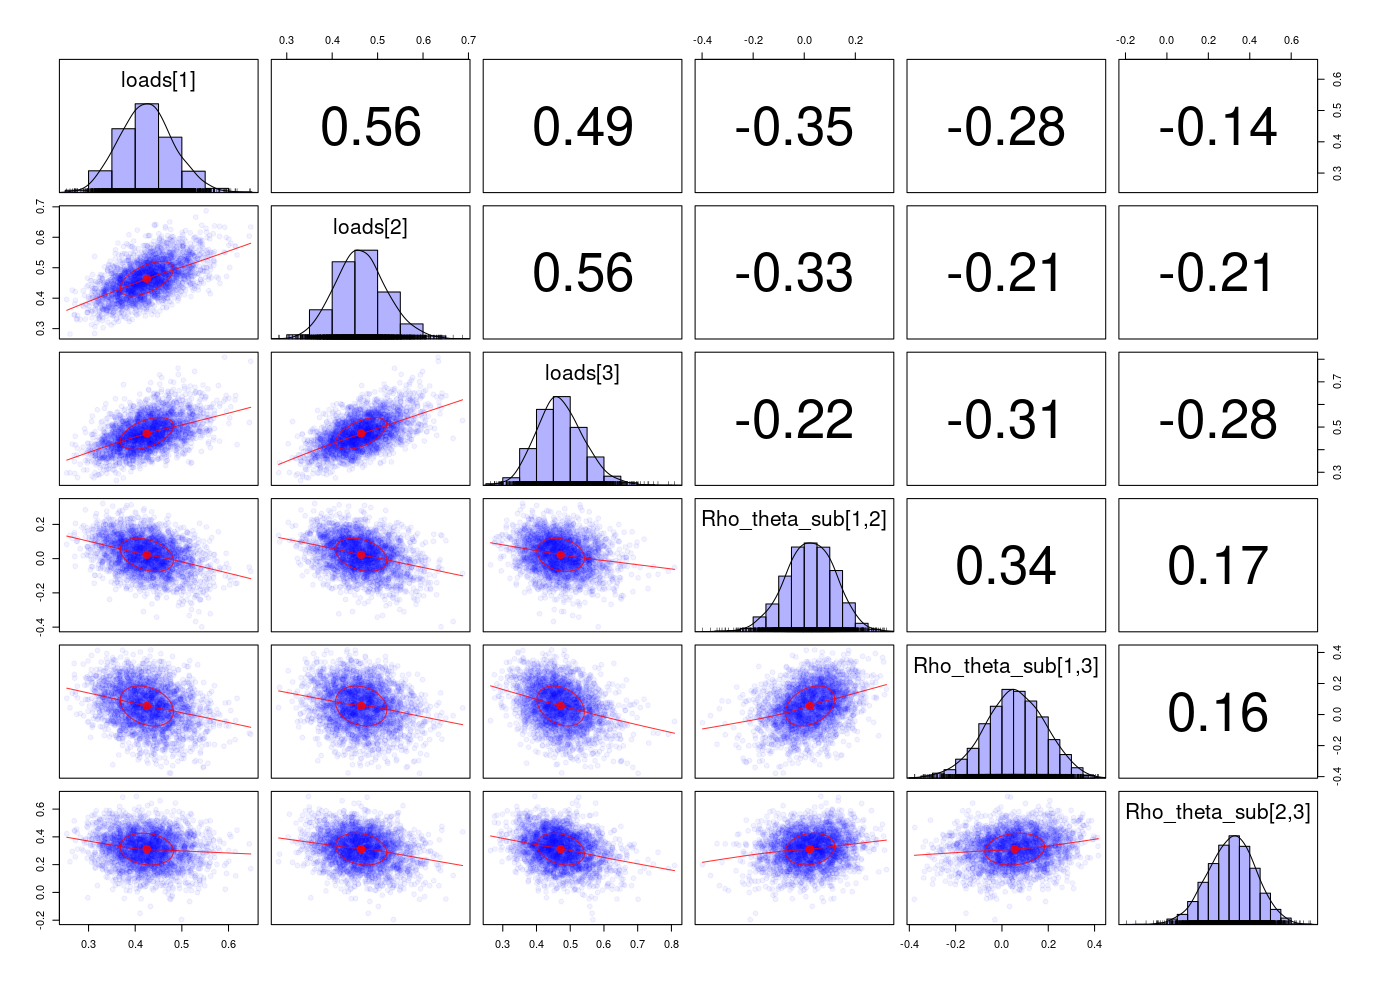 0.3 0.5 0.7 -0.4 0.0 0.2 -0.2 0.0 0.2 0.4 0.6
loads[1] 0.56 0.49 -0.35 -0.28 -0.14
0.3 0.4 0.5 0.6
0.3 0.4 0.5 0.6 0.7
loads[2] 0.56 -0.33 -0.21 -0.21
loads[3] -0.22 -0.31 -0.28
0.3 0.5 0.7
-0.4 -0.2 0.0 0.2
Rho_theta_sub[1,2] 0.34 0.17
Rho_theta_sub[1,3] 0.16
-0.4 -0.2 0.0 0.2 0.4
-0.2 0.0 0.2 0.4 0.6
Rho_theta_sub[2,3]
0.3 0.4 0.5 0.6 0.3 0.4 0.5 0.6 0.7 0.8 -0.4 -0.2 0.0 0.2 0.4